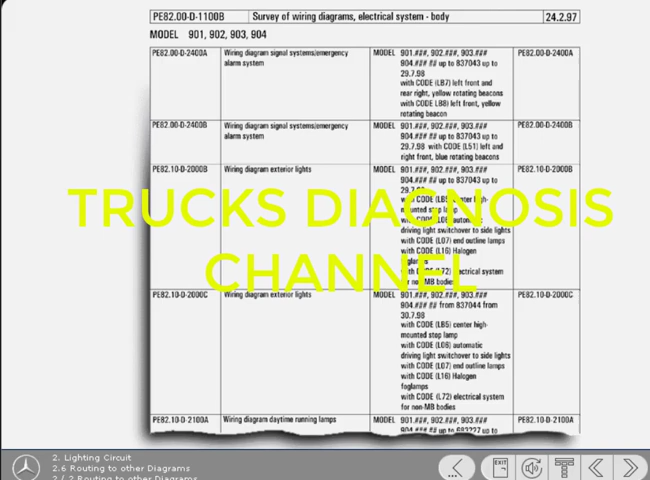 PE82.00-D-1100B Survey of wiring diagrams, electrical system - body 24.2.97
MODEL 901, 902, 903, 904
PE82.00-D-2400A Wiring diagram signal systems/emergency alarm system MODEL 901.###, 902.###, 903.### PE82.00-D-2400A
904.### ## up to 837043 up to
29.7.98
with CODE (LB7) left front and
rear right, yellow rotating beacons
with CODE LB8) left front, yellow
rotating beacon
PE82.00-D-2400B Wiring diagram signal systems/emergency alarm system MODEL 901.###, 902.###, 903.### PE82.00-D-2400B
904.### ## up to 837043 up to
29.7.98 with CODE (L51) left and
right front, blue rotating beacons
PE82.10-D-2000B Wiring diagram exterior lights MODEL 901.###, 902.###, 903.### PE82.10-D-2000B
904.### ## up to 837043 up to
TRUCKS DIAGNOSIS
CHANNEL
driving light switchover to side lights
with CODE (L07) end outline lamps
with CODE (L16) Halogen
for non-MB bodies
PE82.10-D-2000C Wiring diagram exterior lights MODEL 901.###, 902.###, 903.### PE82.10-D-2000C
904.### ## from 837044 from
30.7.98
with CODE (LB5) center high-
mounted stop lamp
with CODE (L08) automatic
driving light switchover to side lights
with CODE (L07) end outline lamps
with CODE (L16) Halogen
foglamps
with CODE (L72) electrical system
for non-MB bodies
PE82.10-D-2100A Wiring diagram daytime running lamps MODEL 901.###, 902.###, 903.### PE82.10-D-2100A
2. Lighting Circuit
2.6 Routing to other Diagrams
2 / 2 Routing to other Diagrams
EXIT